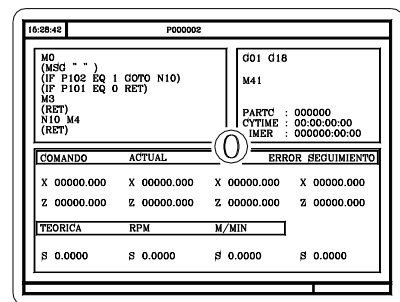 16:28:42 P000002
M0
(MSG " ")
(IF P102 EQ 1 GOTO N10)
(IF P101 EQ 0 RET)
M3
(RET)
N10 M4
(RET)
G01 G18
M41
PARTC : 000000
CYTIME : 00:00:00:00
IMER : 000000:00:00
0
COMANDO ACTUAL ERROR SEGUIMIENTO
X 00000.000 X 00000.000 X 00000.000 X 00000.000
Z 00000.000 Z 00000.000 Z 00000.000 Z 00000.000
TEORICA RPM M/MIN
S 0.0000 S 0.0000 S 0.0000 S 0.0000